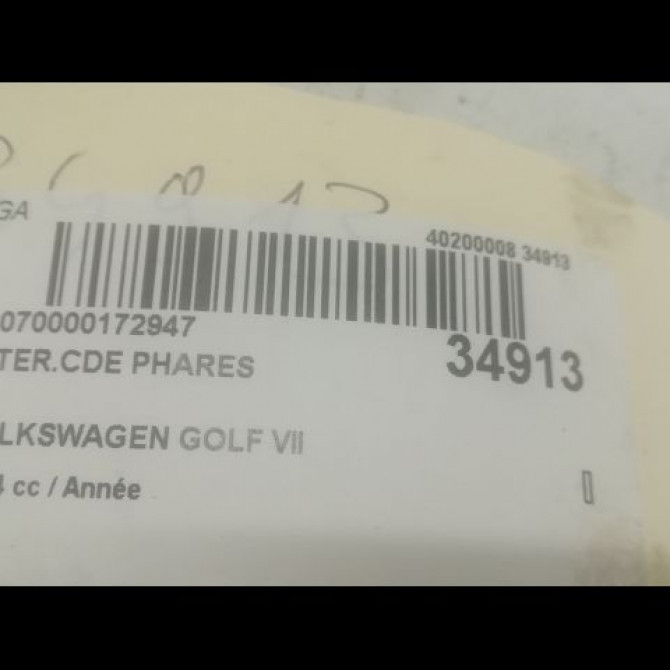 GA
40200008 34913
070000172947
34913
TER.CDE PHARES
LKSWAGEN GOLF VII
4 cc / Année